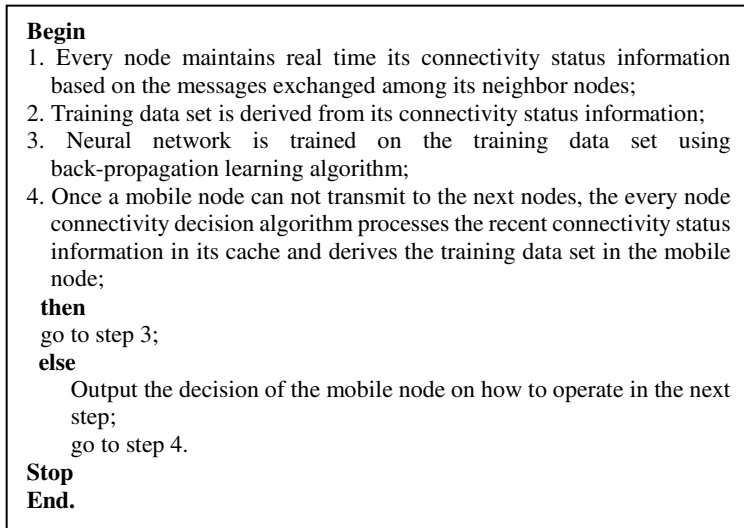 Begin
1. Every node maintains real time its connectivity status information
based on the messages exchanged among its neighbor nodes;
2. Training data set is derived from its connectivity status information;
3. Neural network is trained on the training data set using
back-propagation learning algorithm;
4. Once a mobile node can not transmit to the next nodes, the every node
connectivity decision algorithm processes the recent connectivity status
information in its cache and derives the training data set in the mobile
node;
then
go to step 3;
else
Output the decision of the mobile node on how to operate in the next
step;
go to step 4.
Stop
End.